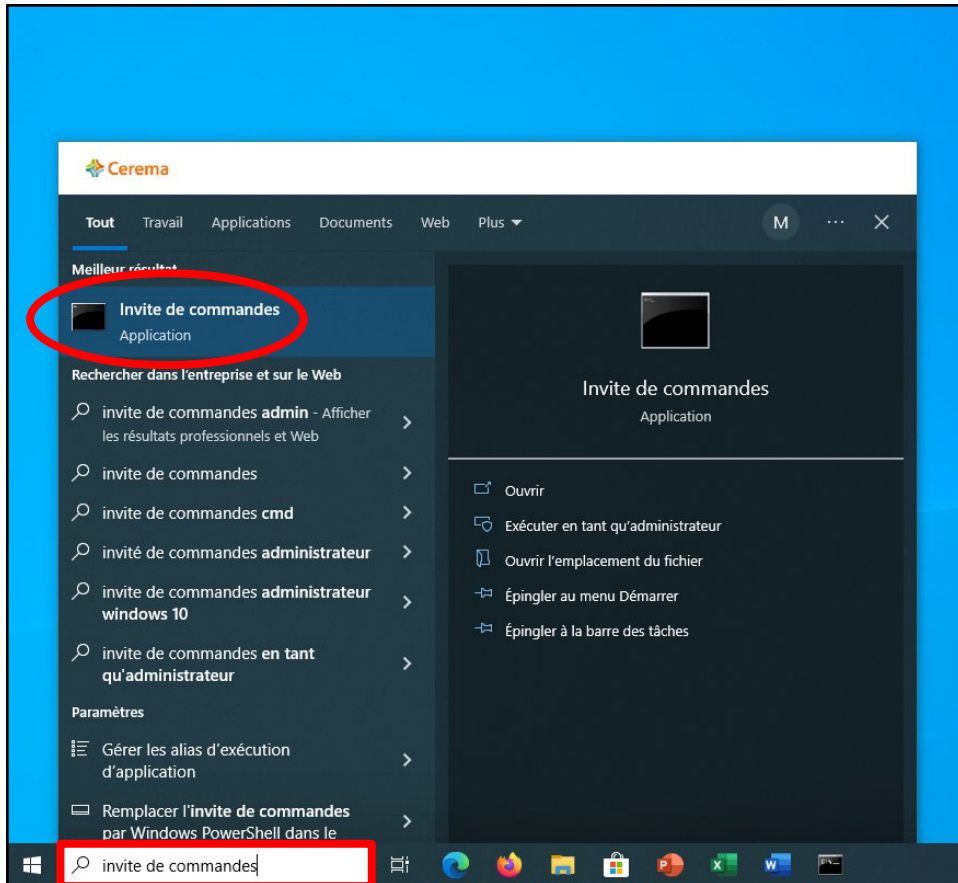 Cerema
Tout Travail Applications Documents Web Plus M ... 
Meilleur résultat
Invite de commandes
Application
Rechercher dans l'entreprise et sur le Web
invite de commandes admin - Afficher
les résultats professionnels et Web
invite de commandes
invite de commandes cmd
invité de commandes administrateur
invite de commandes administrateur
windows 10
invite de commandes en tant
qu'administrateur
Paramètres
Gérer les alias d'exécution
d'application
Remplacer l'invite de commandes
par Windows PowerShell dans le
Invite de commandes
Application
Ouvrir
Exécuter en tant qu'administrateur
Ouvrir l'emplacement du fichier
Épingler au menu Démarrer
Épingler à la barre des tâches
invite de commandes